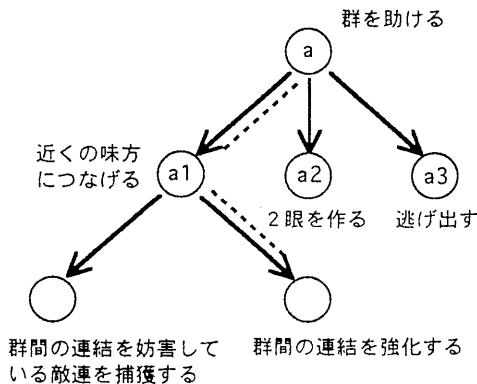 群を助ける
a
近くの味方
につなげる
a1
a2
a3
2眼を作る
逃げ出す
群間の連結を妨害して
いる敵連を捕獲する
群間の連結を強化する